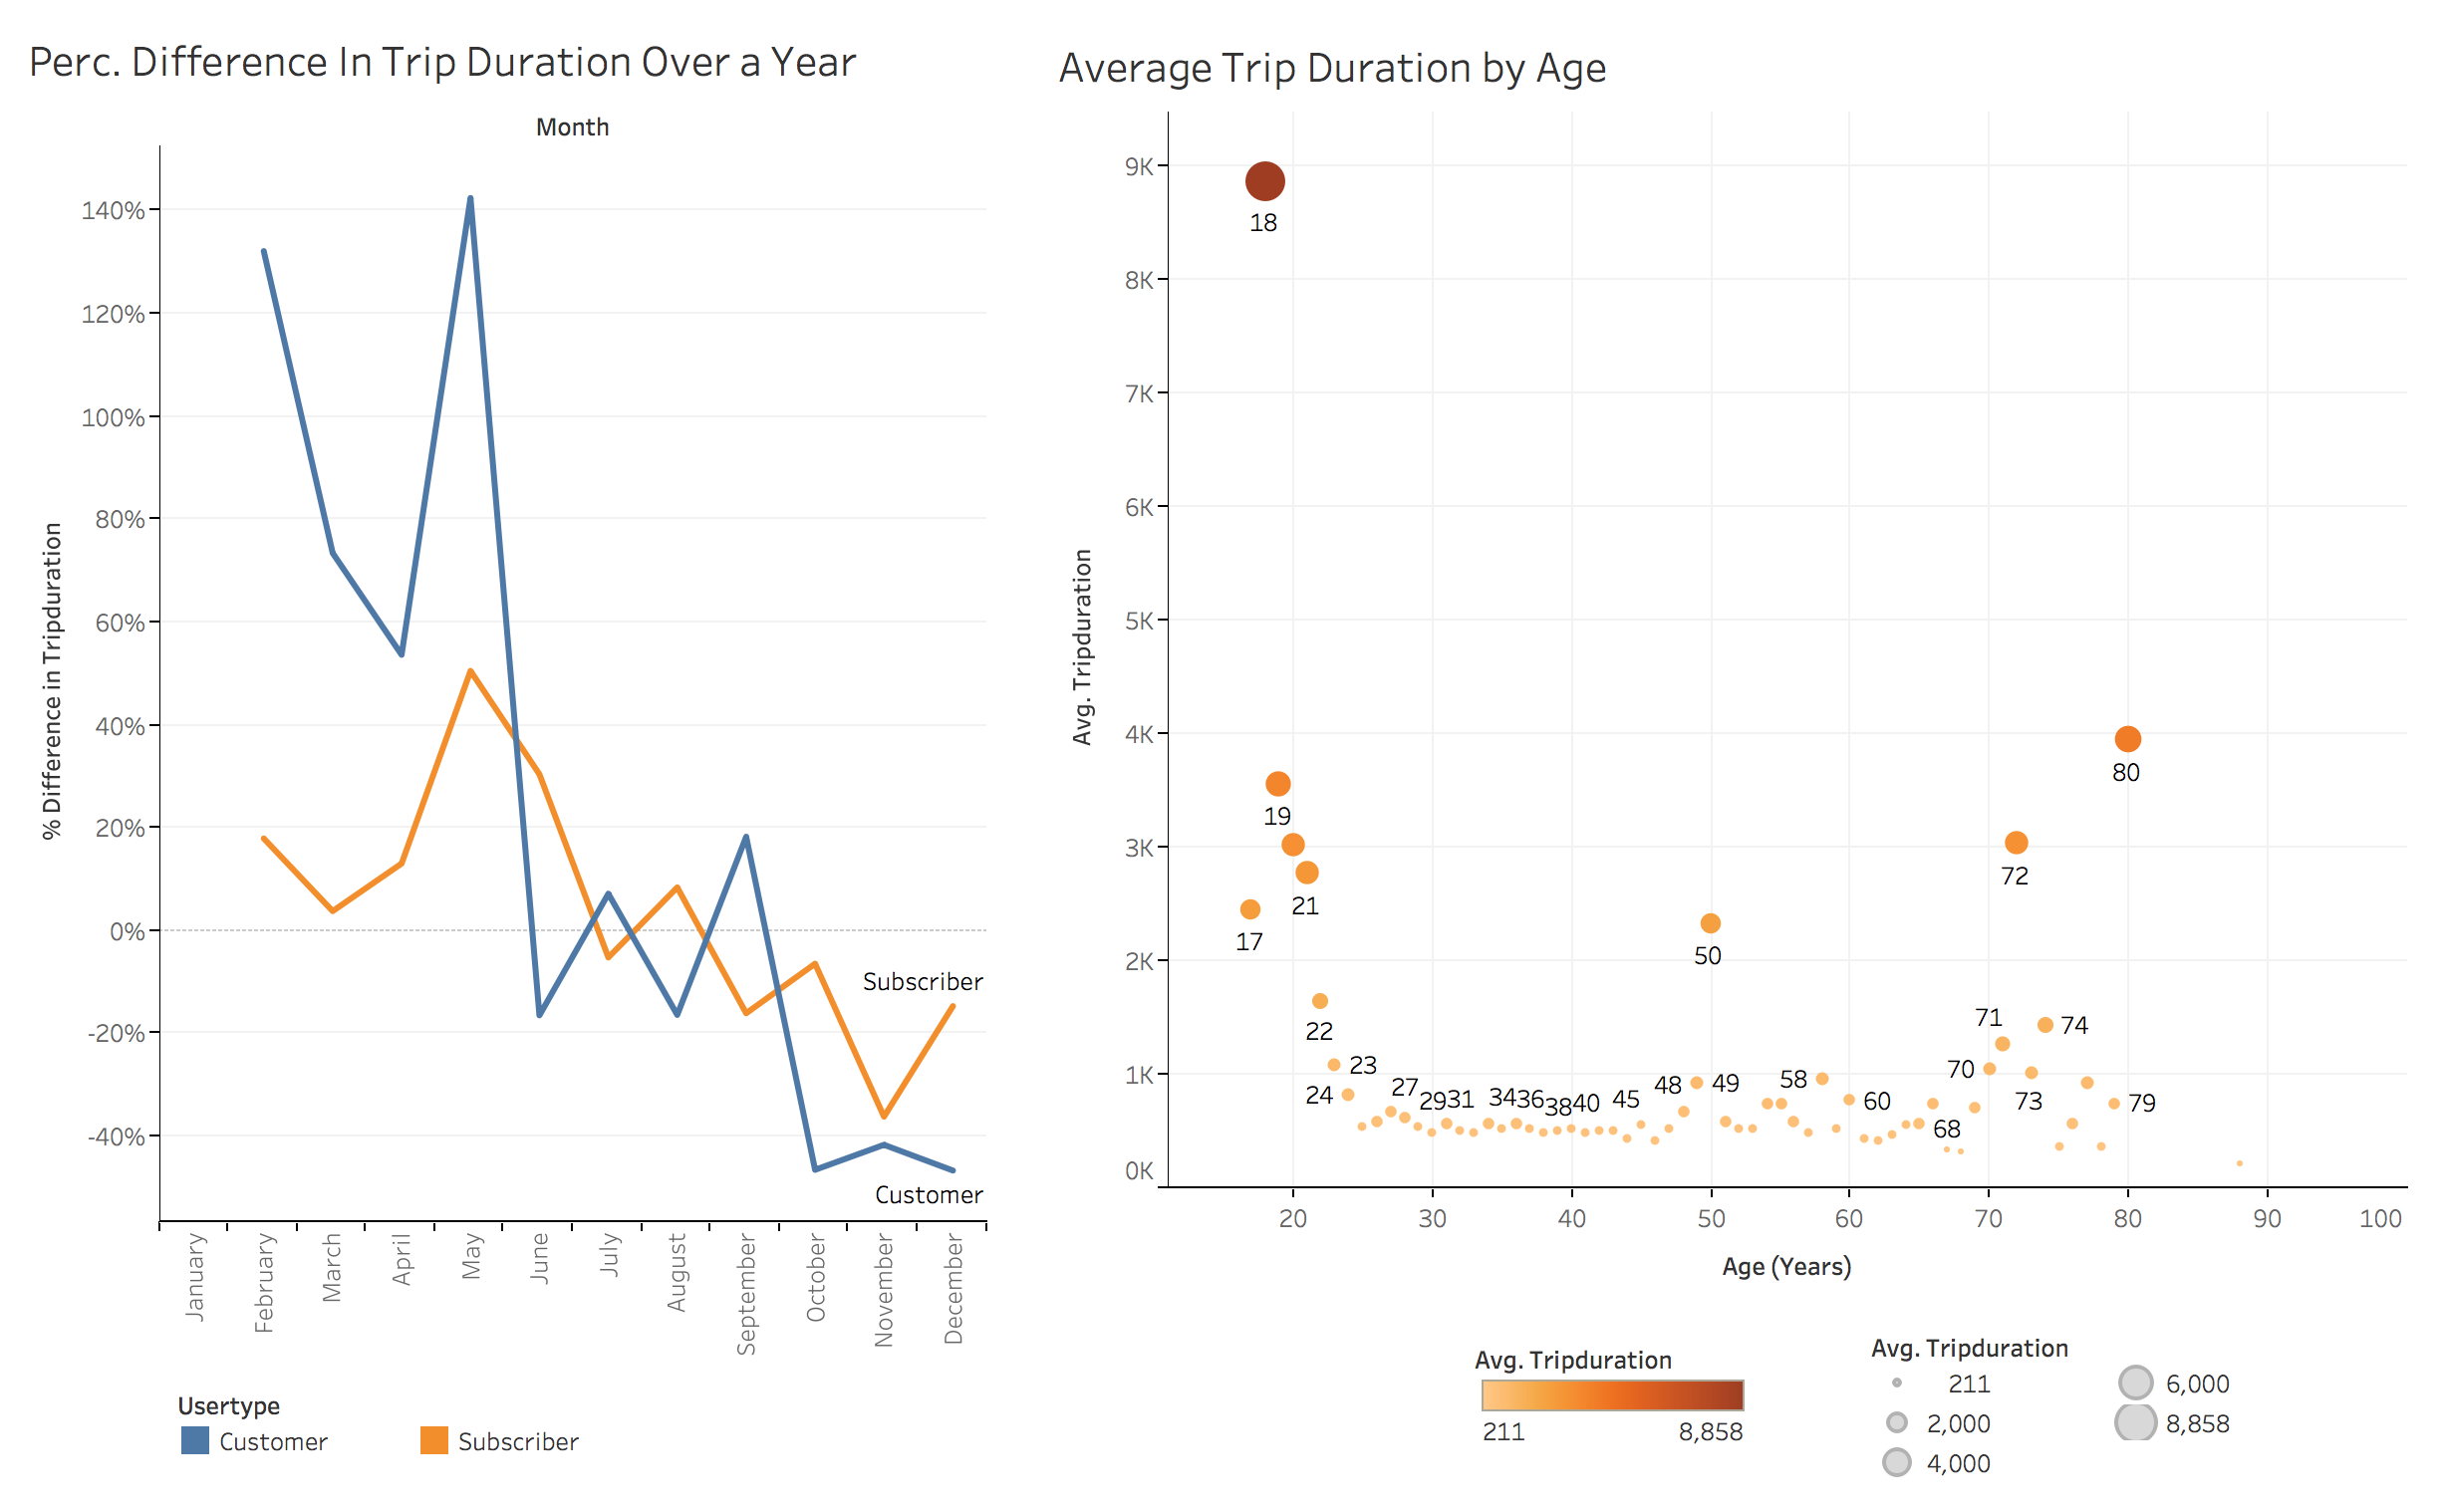 Perc. Difference In Trip Duration Over a Year
Month
% Difference in Tripduration
140%
120%
100%
80%
60%
40%
20%
0%
-20%
-40%
Subscriber
Customer
January
February
March
April
May
June
July
August
September
October
November
December
Usertype
Customer
Subscriber
Average Trip Duration by Age
Avg. Tripduration
9K
8K
7K
6K
5K
4K
3K
2K
1K
0K
18
19
21
17
22
23
24
27
29
31
34
36
38
40
45
48
49
50
58
60
68
70
71
72
73
74
79
80
20 30 40 50 60 70 80 90 100
Age (Years)
Avg. Tripduration
211 8,858
Avg. Tripduration
211
2,000
4,000
6,000
8,858